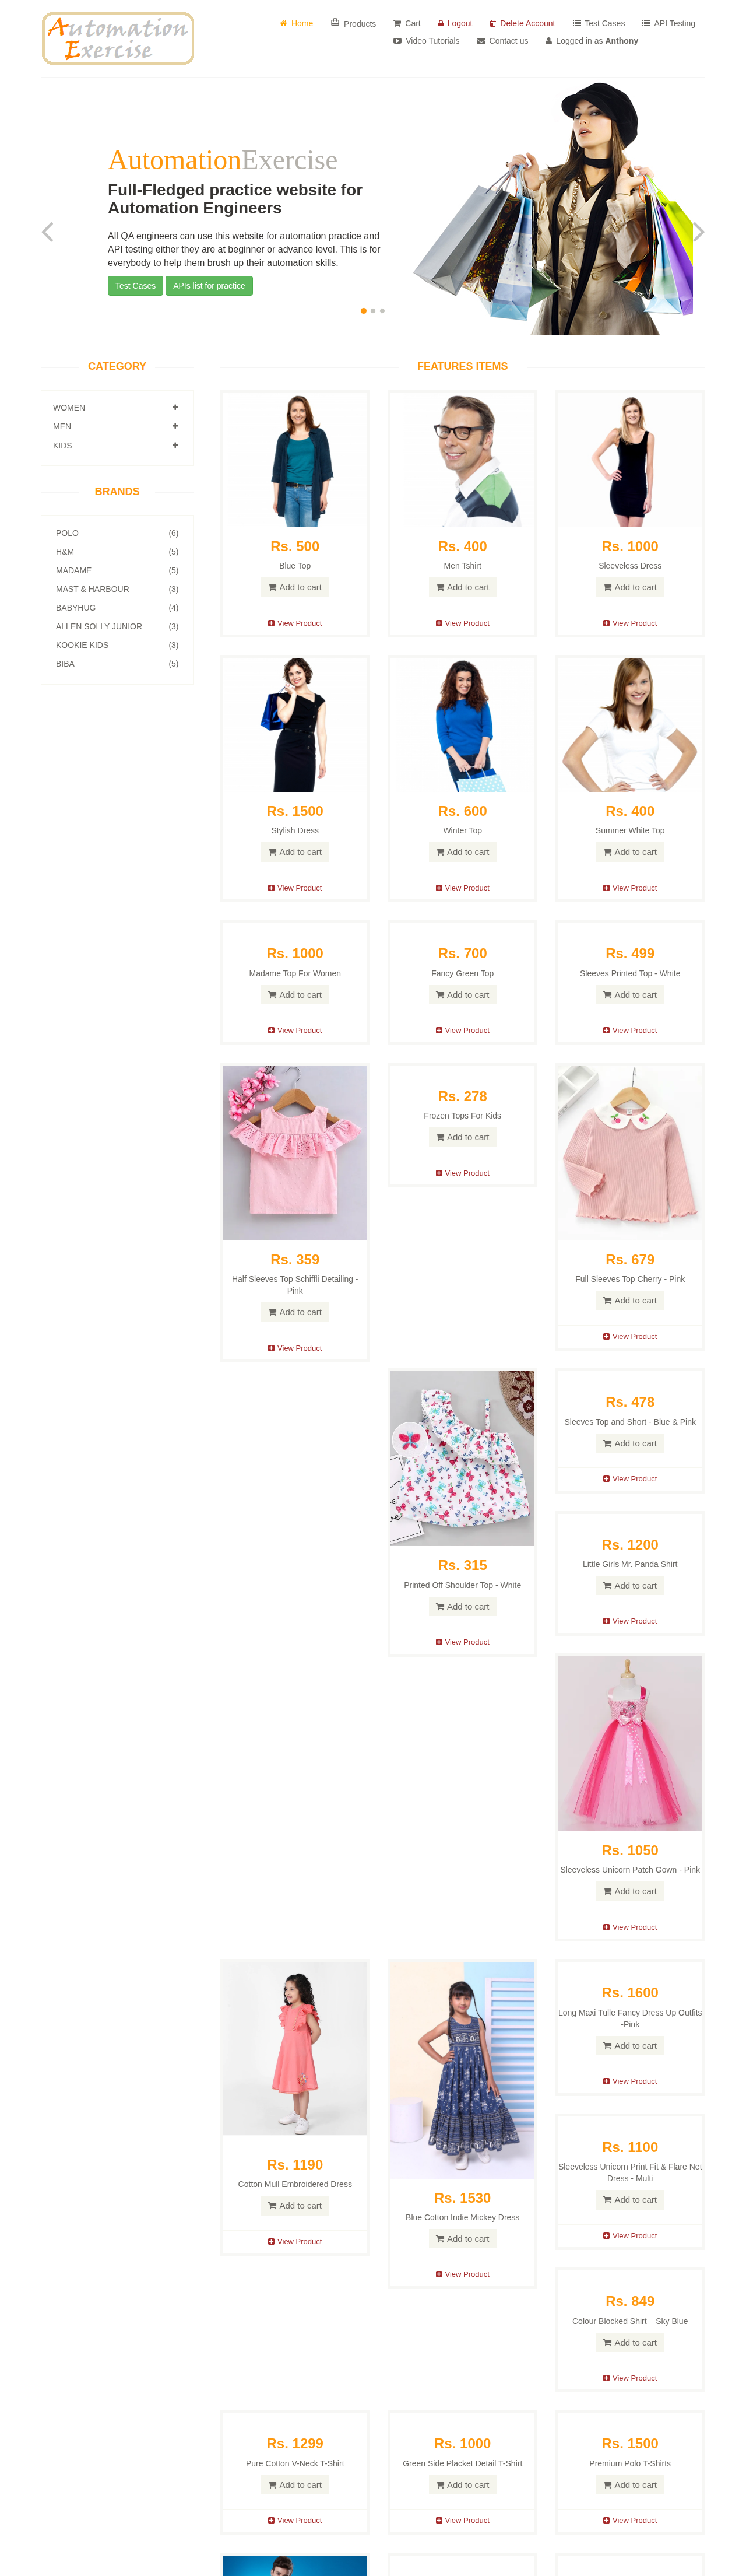 Automation
Exercise
Home
Products
Cart
Logout
Delete Account
Test Cases
API Testing
Video Tutorials
Contact us
Logged in as Anthony
AutomationExercise
Full-Fledged practice website for
Automation Engineers
All QA engineers can use this website for automation practice and
API testing either they are at beginner or advance level. This is for
everybody to help them brush up their automation skills.
Test Cases
APIs list for practice
CATEGORY
WOMEN
MEN
KIDS
BRANDS
POLO (6)
H&M (5)
MADAME (5)
MAST & HARBOUR (3)
BABYHUG (4)
ALLEN SOLLY JUNIOR (3)
KOOKIE KIDS (3)
BIBA (5)
FEATURES ITEMS
Rs. 500
Blue Top
Add to cart
View Product
Rs. 400
Men Tshirt
Add to cart
View Product
Rs. 1000
Sleeveless Dress
Add to cart
View Product
Rs. 1500
Stylish Dress
Add to cart
View Product
Rs. 600
Winter Top
Add to cart
View Product
Rs. 400
Summer White Top
Add to cart
View Product
Rs. 1000
Madame Top For Women
Add to cart
View Product
Rs. 700
Fancy Green Top
Add to cart
View Product
Rs. 499
Sleeves Printed Top - White
Add to cart
View Product
Rs. 359
Half Sleeves Top Schiffli Detailing -
Pink
Add to cart
View Product
Rs. 278
Frozen Tops For Kids
Add to cart
View Product
Rs. 679
Full Sleeves Top Cherry - Pink
Add to cart
View Product
Rs. 315
Printed Off Shoulder Top - White
Add to cart
View Product
Rs. 478
Sleeves Top and Short - Blue & Pink
Add to cart
View Product
Rs. 1200
Little Girls Mr. Panda Shirt
Add to cart
View Product
Rs. 1050
Sleeveless Unicorn Patch Gown - Pink
Add to cart
View Product
Rs. 1190
Cotton Mull Embroidered Dress
Add to cart
View Product
Rs. 1530
Blue Cotton Indie Mickey Dress
Add to cart
View Product
Rs. 1600
Long Maxi Tulle Fancy Dress Up Outfits
-Pink
Add to cart
View Product
Rs. 1100
Sleeveless Unicorn Print Fit & Flare Net
Dress - Multi
Add to cart
View Product
Rs. 849
Colour Blocked Shirt – Sky Blue
Add to cart
View Product
Rs. 1299
Pure Cotton V-Neck T-Shirt
Add to cart
View Product
Rs. 1000
Green Side Placket Detail T-Shirt
Add to cart
View Product
Rs. 1500
Premium Polo T-Shirts
Add to cart
View Product